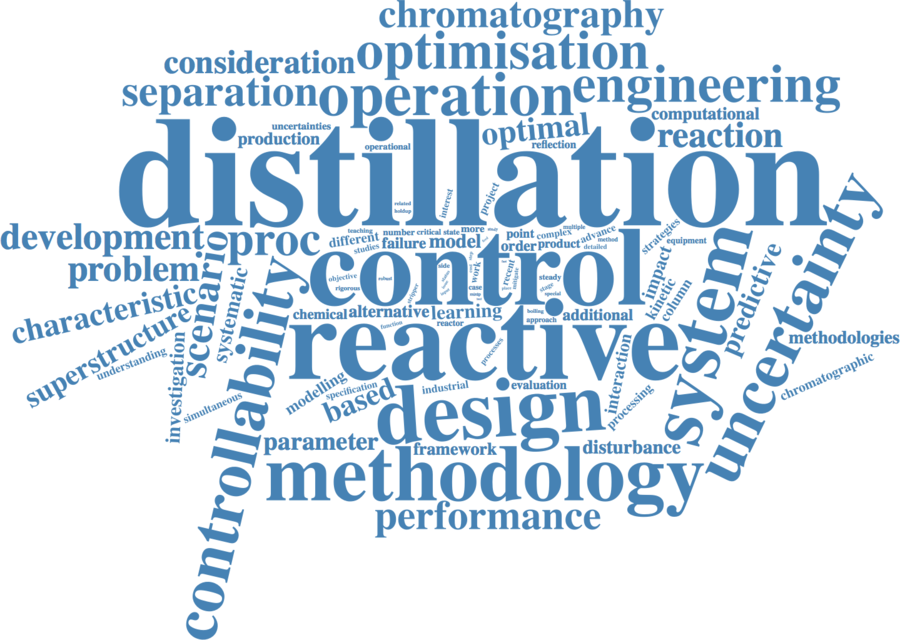 chromatography
consideration
optimisation
separation
operation
engineering
computational
uncertainties
production
operational
optimal
reflection
reaction
distillation
related
holding
interest
project
development
proc
problem
scenario
systematic
teaching
different
studies
number critical state
more
failure
model
point
order
complex
product
multiple
advance
method
detailed
strategies
equipment
control
objective
rigorous
robust
side
work
case
recent
steady
stage
special
impact
kinetic
column
system
predictive
uncertainty
characteristic
superstructure
understanding
investigation
simultaneous
controllability
chemical
alternative
learning
function
reactor
boiling
approach
additional
reactive
processes
methodologies
chromatographic
modelling
specification
based
industrial
evaluation
interaction
processing
design
parameter
framework
disturbance
methodology
performance